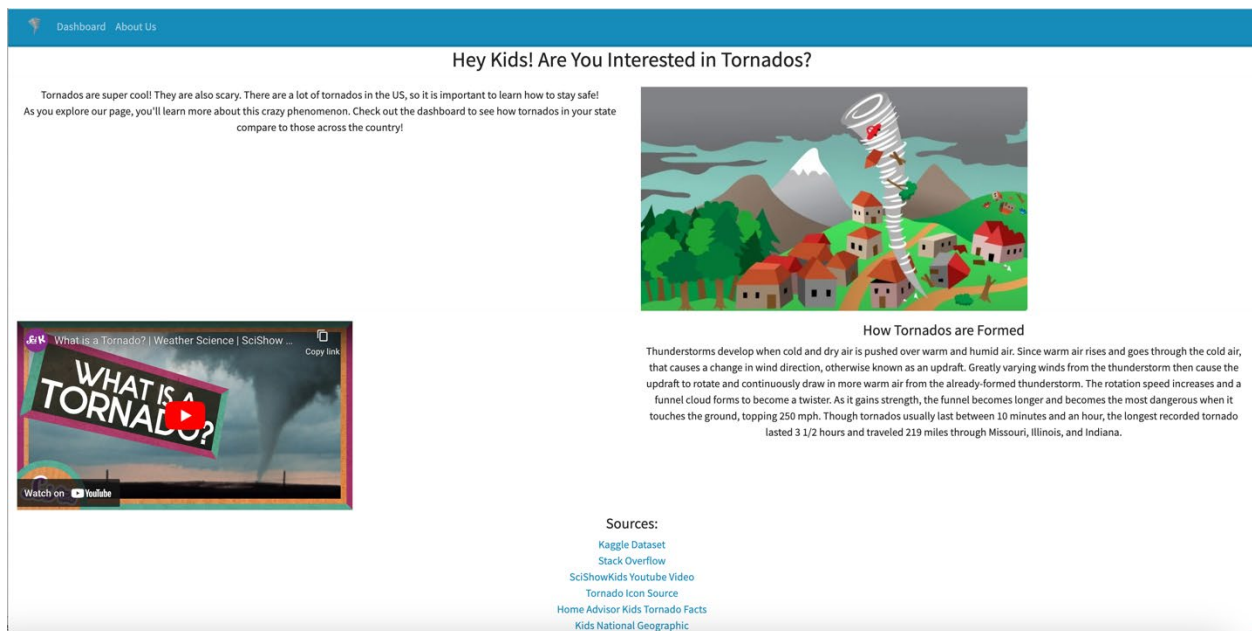 Dashboard About Us
Hey Kids! Are You Interested in Tornados?
Tornados are super cool! They are also scary. There are a lot of tornados in the US, so it is important to learn how to stay safe!
As you explore our page, you'll learn more about this crazy phenomenon. Check out the dashboard to see how tornados in your state
compare to those across the country!
What is a Tornado? | Weather Science | SciShow ...
Copy link
WHAT IS A
TORNADO?
Watch on YouTube
How Tornados are Formed
Thunderstorms develop when cold and dry air is pushed over warm and humid air. Since warm air rises and goes through the cold air,
that causes a change in wind direction, otherwise known as an updraft. Greatly varying winds from the thunderstorm then cause the
updraft to rotate and continuously draw in more warm air from the already-formed thunderstorm. The rotation speed increases and a
funnel cloud forms to become a twister. As it gains strength, the funnel becomes longer and becomes the most dangerous when it
touches the ground, topping 250 mph. Though tornados usually last between 10 minutes and an hour, the longest recorded tornado
lasted 3 1/2 hours and traveled 219 miles through Missouri, Illinois, and Indiana.
Sources:
Kaggle Dataset
Stack Overflow
SciShowKids Youtube Video
Tornado Icon Source
Home Advisor Kids Tornado Facts
Kids National Geographic